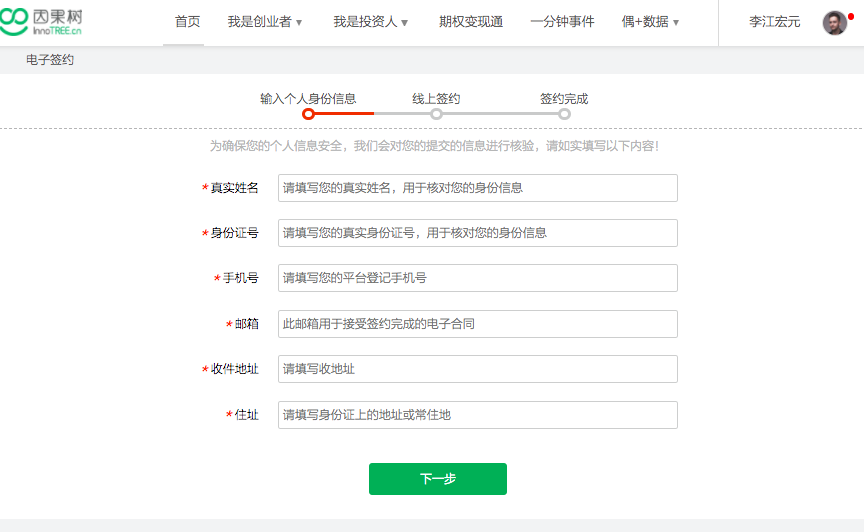 因果树
InnoTREE.cn
首页 我是创业者 ▼ 我是投资人 ▼ 期权变现通 一分钟事件 偶+数据 ▼ 李江宏元
电子签约
输入个人身份信息 线上签约 签约完成
为确保您的个人信息安全，我们会对您的提交的信息进行核验，请如实填写以下内容！
*真实姓名 请填写您的真实姓名，用于核对您的身份信息
*身份证号 请填写您的真实身份证号，用于核对您的身份信息
*手机号 请填写您的平台登记手机号
*邮箱 此邮箱用于接受签约完成的电子合同
*收件地址 请填写收地址
*住址 请填写身份证上的地址或常住地
下一步